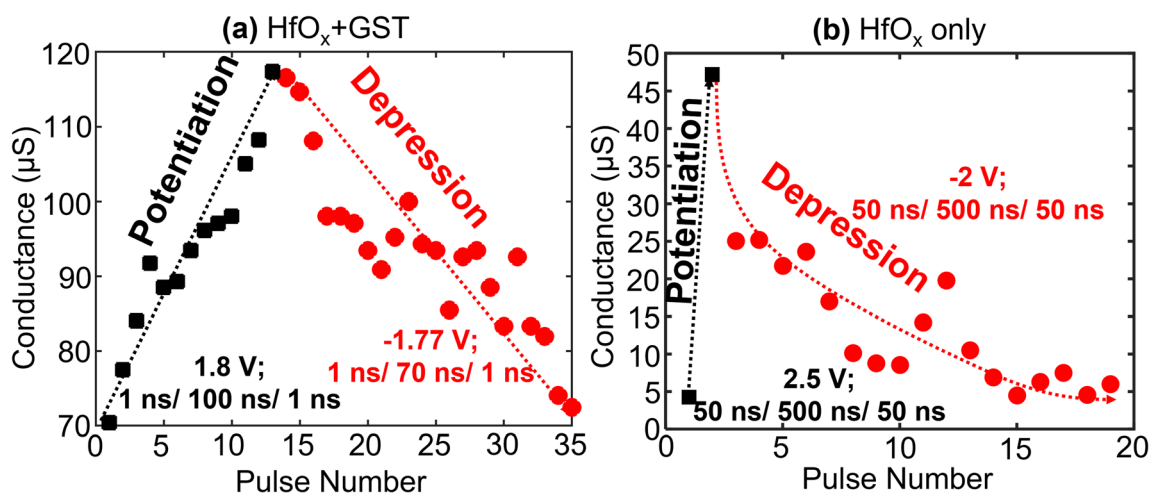 (a) HfOx+GST
120
110
100
90
80
70
0 5 10 15 20 25 30 35
Conductance (µS)
Pulse Number
Potentiation
Depression
1.8 V;
1 ns/ 100 ns/ 1 ns
-1.77 V;
1 ns/ 70 ns/ 1 ns
(b) HfOx only
50
45
40
35
30
25
20
15
10
5
0
0 5 10 15 20
Conductance (µS)
Pulse Number
Potentiation
Depression
-2 V;
50 ns/ 500 ns/ 50 ns
2.5 V;
50 ns/ 500 ns/ 50 ns